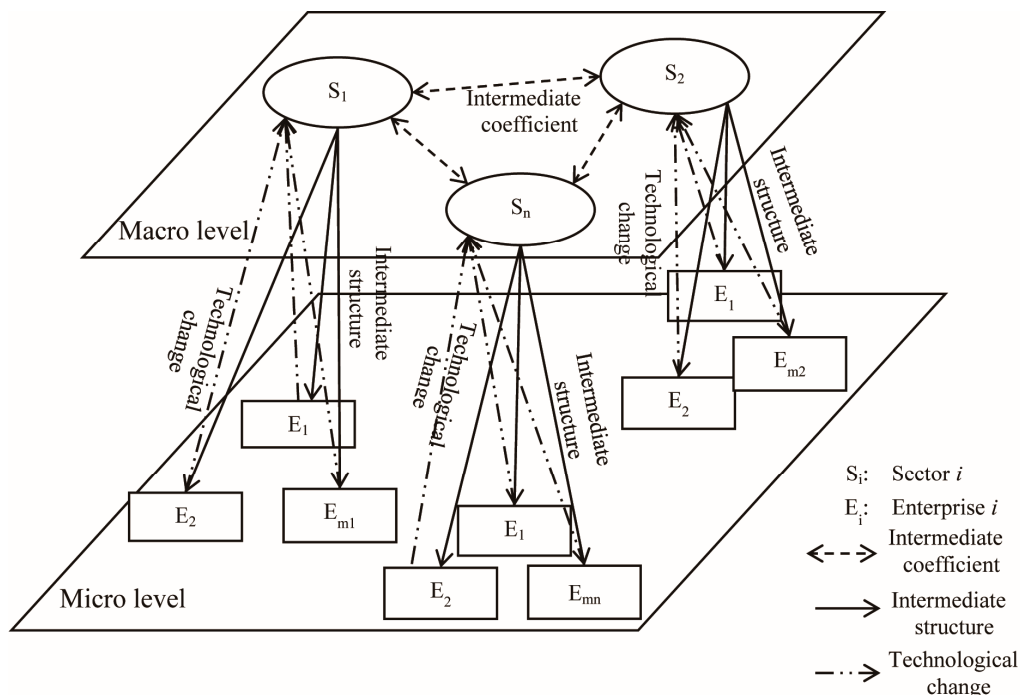 S1
S2
Intermediate
coefficient
Sn
Macro level
Technological
change
Intermediate
structure
Technological
change
Intermediate
structure
Technological
change
Intermediate
structure
E1
E2
Em1
E1
E2
Emn
E1
E2
Em2
Micro level
Si: Sector i
Ei: Enterprise i
Intermediate
coefficient
Intermediate
structure
Technological
change